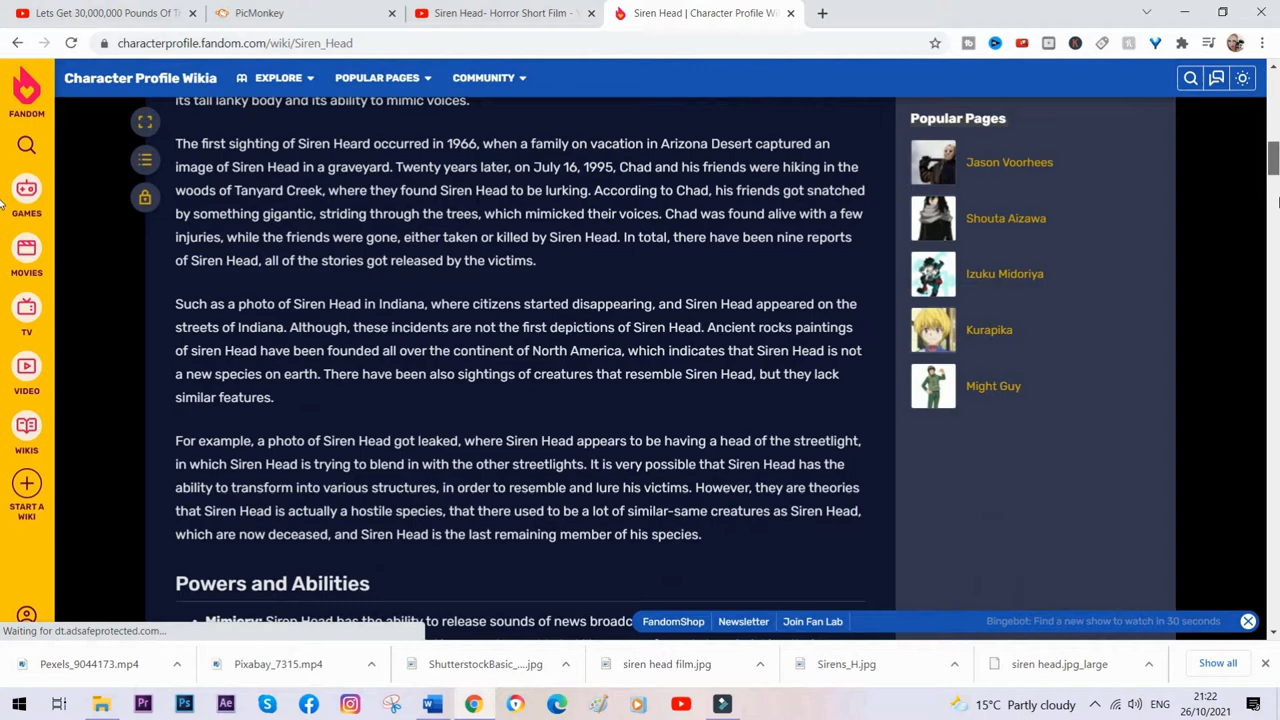 Lets Get 30,000,000 Pounds Of T
PicMonkey
Siren Head- Horror Short Film - Y
Siren Head | Character Profile Wi
characterprofile.fandom.com/wiki/Siren_Head
FANDOM
Character Profile Wikia
EXPLORE
POPULAR PAGES
COMMUNITY
its tall lanky body and its ability to mimic voices.
The first sighting of Siren Heard occurred in 1966, when a family on vacation in Arizona Desert captured an
image of Siren Head in graveyard. Twenty years later, on July 16, 1995, Chad and his friends were hiking in the
woods of Tanyard Creek, where they found Siren Head to be lurking. According to Chad, his friends got snatched
by something gigantic, striding through the trees, which mimicked their voices. Chad was found alive with a few
injuries, while the friends were gone, either taken or killed by Siren Head. In total, there have been nine reports
of Siren Head, all of the stories got released by the victims.
Such as a photo of Siren Head in Indiana, where citizens started disappearing, and Siren Head appeared on the
streets of Indiana. Although, these incidents are not the first depictions of Siren Head. Ancient rocks paintings
of siren Head have been founded all over the continent of North America, which indicates that Siren Head is not
a new species on earth. There have been also sightings of creatures that resemble Siren Head, but they lack
similar features.
For example, a photo of Siren Head got leaked, where Siren Head appears to be having a head of the streetlight,
in which Siren Head is trying to blend in with the other streetlights. It is very possible that Siren Head has the
ability to transform into various structures, in order to resemble and lure his victims. However, they are theories
that Siren Head is actually a hostile species, that there used to be a lot of similar-same creatures as Siren Head,
which are now deceased, and Siren Head is the last remaining member of his species.
Powers and Abilities
Mimicry: Siren Head has the ability to release sounds of news broadc
Popular Pages
Jason Voorhees
Shouta Aizawa
Izuku Midoriya
Kurapika
Might Guy
GAMES
MOVIES
TV
VIDEO
WIKIS
START A
WIKI
FandomShop
Newsletter
Join Fan Lab
Bingebot: Find a new show to watch in 30 seconds
Waiting for dt.adsafeprotected.com...
Pexels_9044173.mp4
Pixabay_7315.mp4
ShutterstockBasic_....jpg
siren head film.jpg
Sirens_H.jpg
siren head.jpg_large
Show all
15°C Partly cloudy
ENG
21:22
26/10/2021